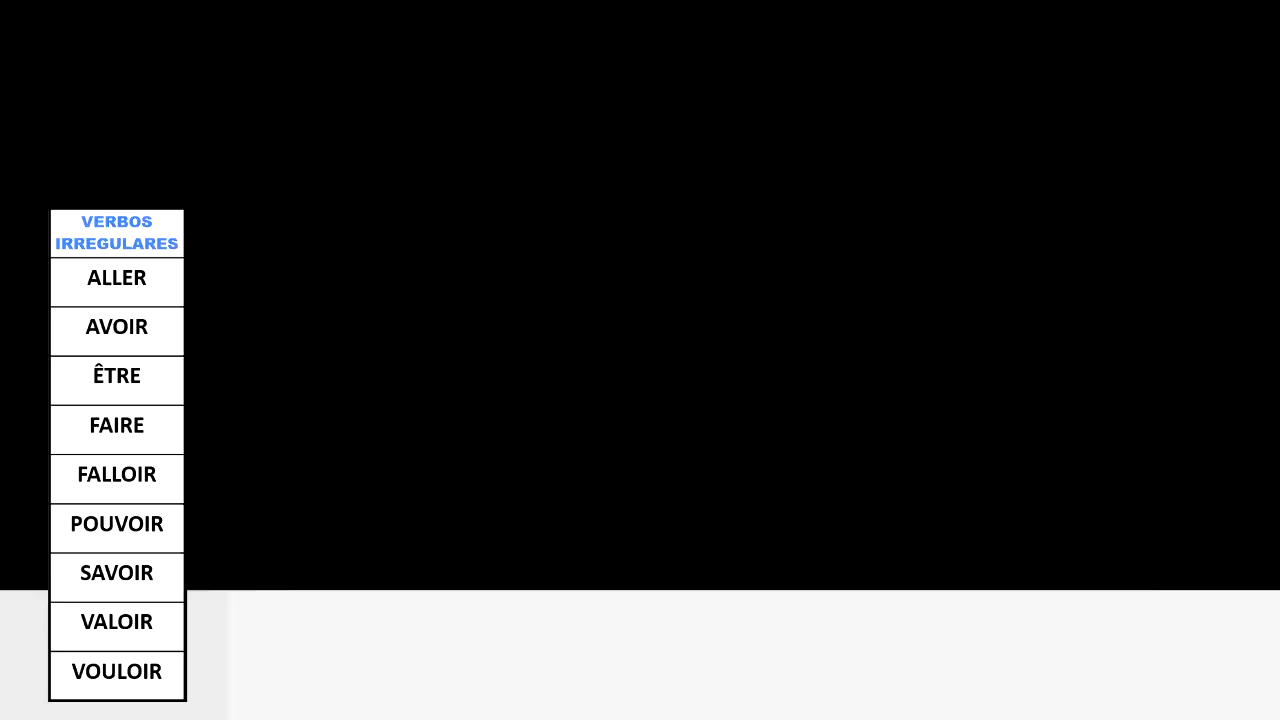 VERBOS
IRREGULARES
ALLER
AVOIR
ÊTRE
FAIRE
FALLOIR
POUVOIR
SAVOIR
VALOIR
VOULOIR